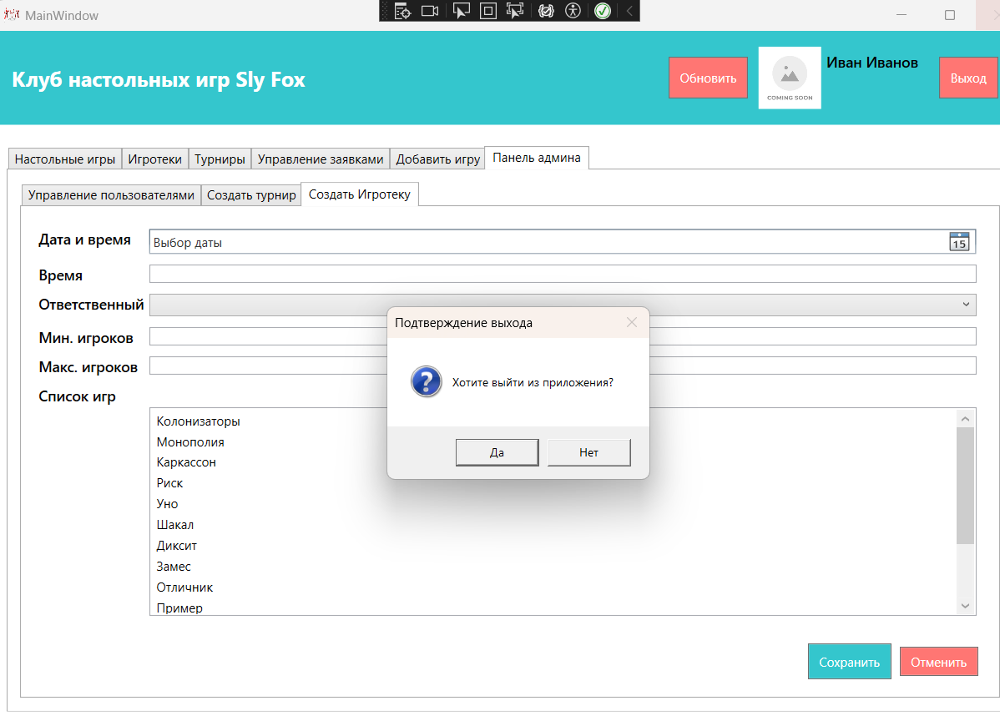 MainWindow
Клуб настольных игр Sly Fox
Обновить
COMING SOON
Иван Иванов
Выход
Настольные игры Игротеки Турниры Управление заявками Добавить игру Панель админа
Управление пользователями Создать турнир Создать Игротеку
Дата и время
Выбор даты
15
Время
Ответственный
Мин. игроков
Макс. игроков
Список игр
Колонизаторы
Монополия
Каркассон
Риск
Уно
Шакал
Диксит
Замес
Отличник
Пример
Подтверждение выхода
Хотите выйти из приложения?
Да Нет
Сохранить Отменить